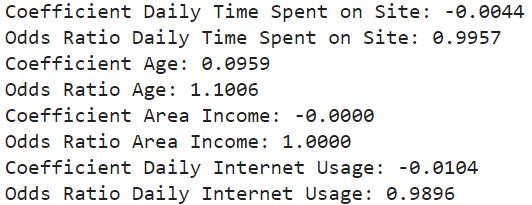 Coefficient Daily Time Spent on Site: -0.0044
Odds Ratio Daily Time Spent on Site: 0.9957
Coefficient Age: 0.0959
Odds Ratio Age: 1.1006
Coefficient Area Income: -0.0000
Odds Ratio Area Income: 1.0000
Coefficient Daily Internet Usage: -0.0104
Odds Ratio Daily Internet Usage: 0.9896